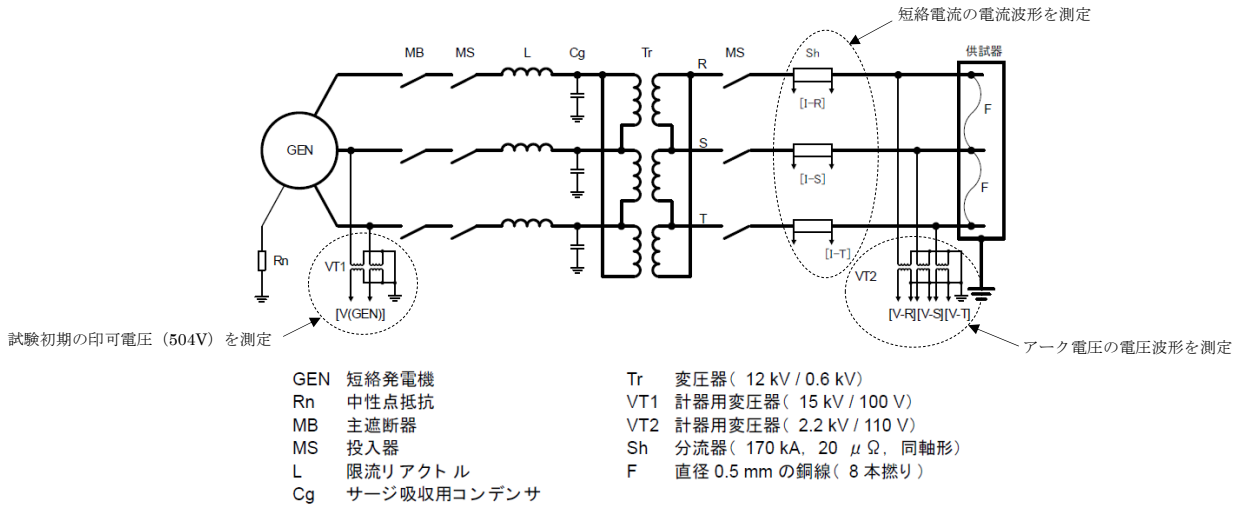 短絡電流の電流波形を測定
MB
MS
L
Cg
Tr
R
MS
Sh
供試器
[I-R]
F
GEN
S
[I-S]
F
T
[I-T]
Rn
VT1
VT2
[V(GEN)]
[V-R][V-S][V-T]
試験初期の印可電圧（504V）を測定
アーク電圧の電圧波形を測定
GEN 短絡発電機
Rn 中性点抵抗
MB 主遮断器
MS 投入器
L 限流リアクトル
Cg サージ吸収用コンデンサ
Tr 変圧器( 12 kV / 0.6 kV)
VT1 計器用変圧器( 15 kV / 100 V)
VT2 計器用変圧器( 2.2 kV / 110 V)
Sh 分流器( 170 kA, 20 μΩ, 同軸形)
F 直径 0.5 mm の銅線( 8 本撚り)